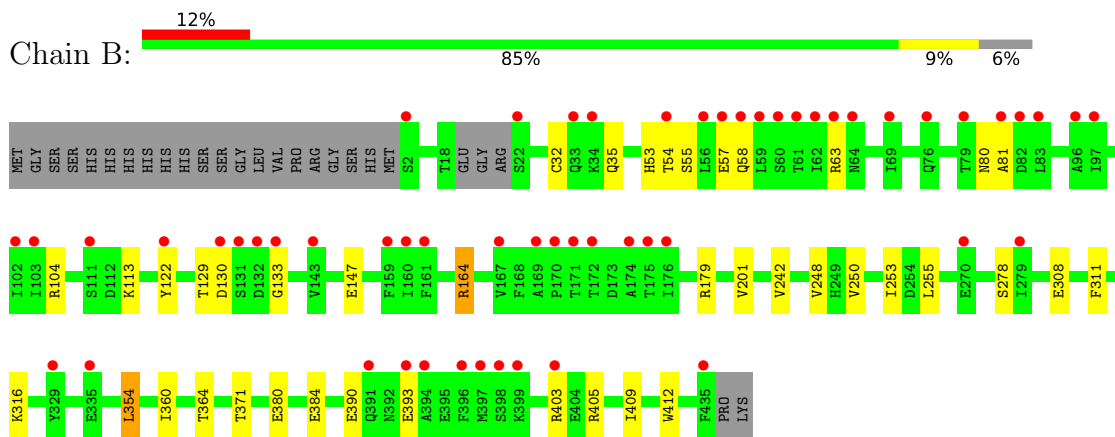 12%
Chain B:
85% 9% 6%
MET GLY SER SER HIS HIS HIS HIS HIS HIS SER SER GLY LEU VAL PRO ARG GLY SER HIS MET S2 T18 GLU GLY ARG S22 C32 Q33 K34 Q35 H53 T54 S55 L56 E57 Q58 L59 S60 T61 I62 R63 N64 I69 Q76 T79 N80 A81 D82 L83 A96 I97
I102 I103 R104 S111 D112 K113 Y122 T129 D130 S131 D132 G133 V143 E147 F159 I160 F161 R164 V167 F168 A169 P170 T171 T172 D173 A174 T175 I176 R179 V201 V242 V248 H249 V250 I253 D254 L255 E270 S278 I279 E308 F311
K316 Y329 E335 L354 I360 T364 T371 E380 E384 E390 Q391 N392 E393 A394 E395 F396 M397 S398 K399 R403 E404 R405 I409 W412 F435 PRO LYS